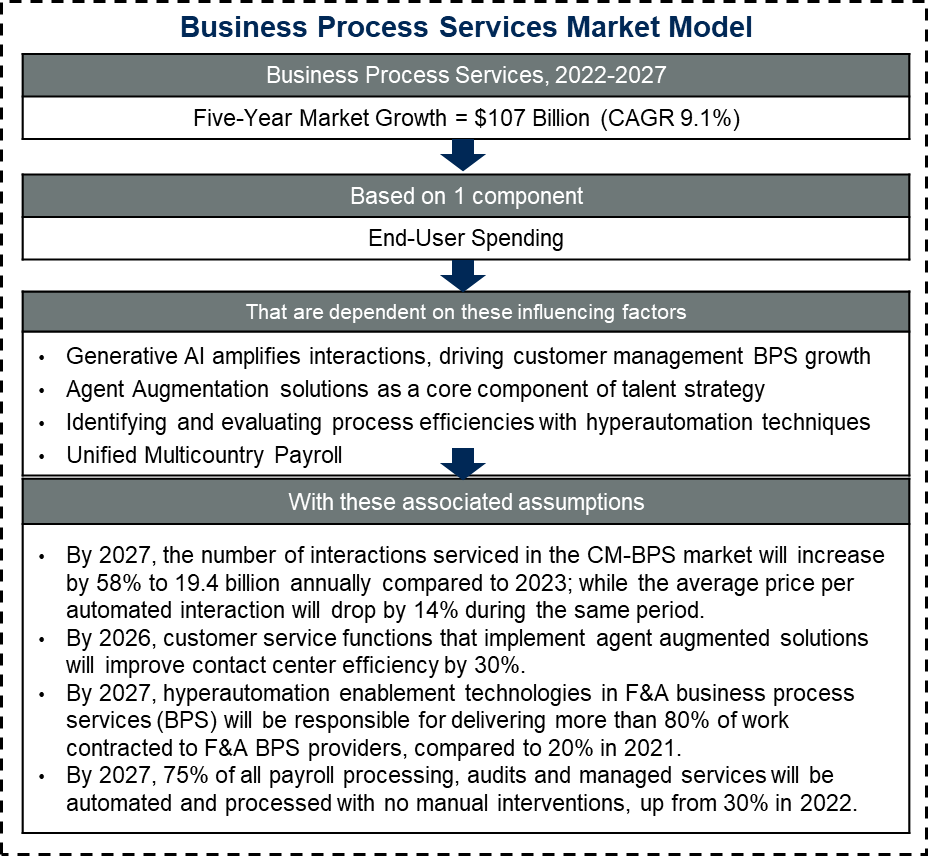 Business Process Services Market Model
Business Process Services, 2022-2027
Five-Year Market Growth = $107 Billion (CAGR 9.1%)
Based on 1 component
End-User Spending
That are dependent on these influencing factors
• Generative AI amplifies interactions, driving customer management BPS growth
• Agent Augmentation solutions as a core component of talent strategy
• Identifying and evaluating process efficiencies with hyperautomation techniques
• Unified Multicountry Payroll
With these associated assumptions
• By 2027, the number of interactions serviced in the CM-BPS market will increase
by 58% to 19.4 billion annually compared to 2023; while the average price per
automated interaction will drop by 14% during the same period.
• By 2026, customer service functions that implement agent augmented solutions
will improve contact center efficiency by 30%.
• By 2027, hyperautomation enablement technologies in F&A business process
services (BPS) will be responsible for delivering more than 80% of work
contracted to F&A BPS providers, compared to 20% in 2021.
• By 2027, 75% of all payroll processing, audits and managed services will be
automated and processed with no manual interventions, up from 30% in 2022.